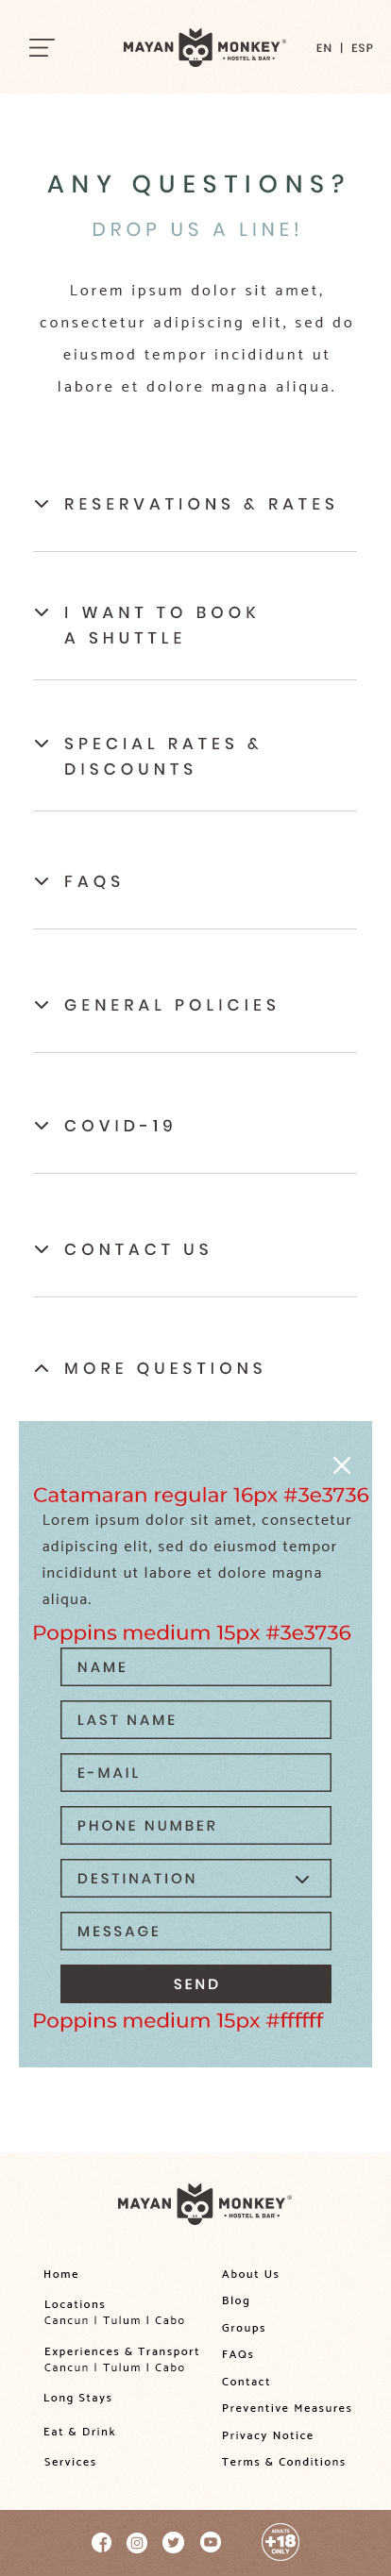 MAYAN MONKEY®
• HOSTEL & BAR •
EN | ESP
ANY QUESTIONS?
DROP US A LINE!
Lorem ipsum dolor sit amet,
consectetur adipiscing elit, sed do
eiusmod tempor incididunt ut
labore et dolore magna aliqua.
RESERVATIONS & RATES
I WANT TO BOOK
A SHUTTLE
SPECIAL RATES &
DISCOUNTS
FAQS
GENERAL POLICIES
COVID-19
CONTACT US
MORE QUESTIONS
Catamaran regular 16px #3e3736
Lorem ipsum dolor sit amet, consectetur
adipiscing elit, sed do eiusmod tempor
incididunt ut labore et dolore magna
aliqua.
Poppins medium 15px #3e3736
NAME
LAST NAME
E-MAIL
PHONE NUMBER
DESTINATION
MESSAGE
SEND
Poppins medium 15px #ffffff
MAYAN MONKEY®
• HOSTEL & BAR •
Home
Locations
Cancun | Tulum | Cabo
Experiences & Transport
Cancun | Tulum | Cabo
Long Stays
Eat & Drink
Services
About Us
Blog
Groups
FAQs
Contact
Preventive Measures
Privacy Notice
Terms & Conditions
ADULTS
+18
ONLY